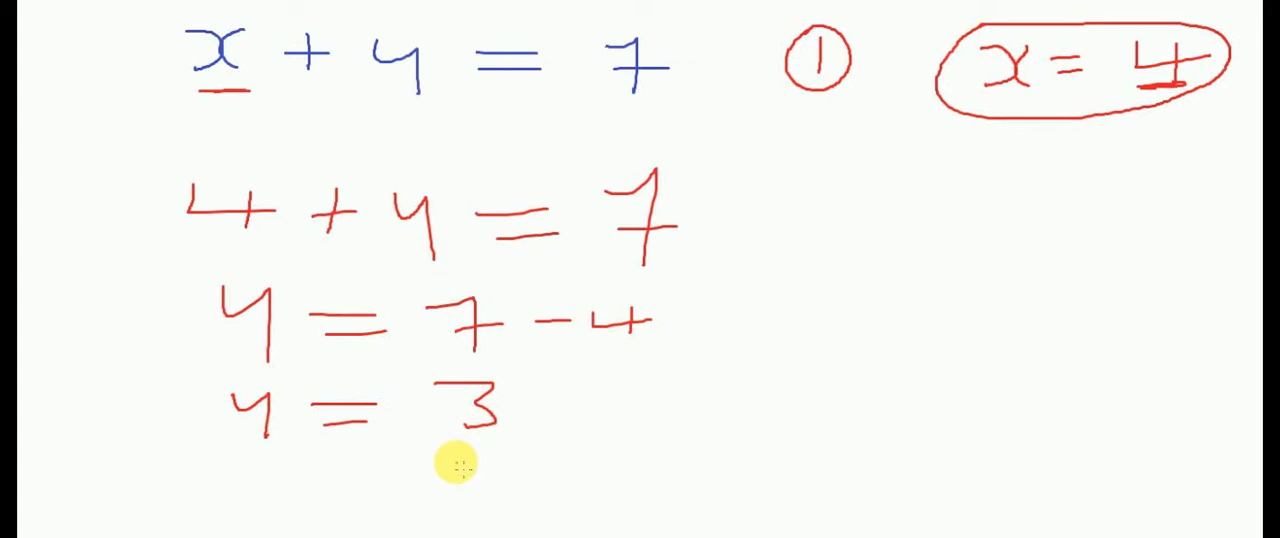 x + y = 7 ① x = 4
4 + y = 7
y = 7 - 4
y = 3